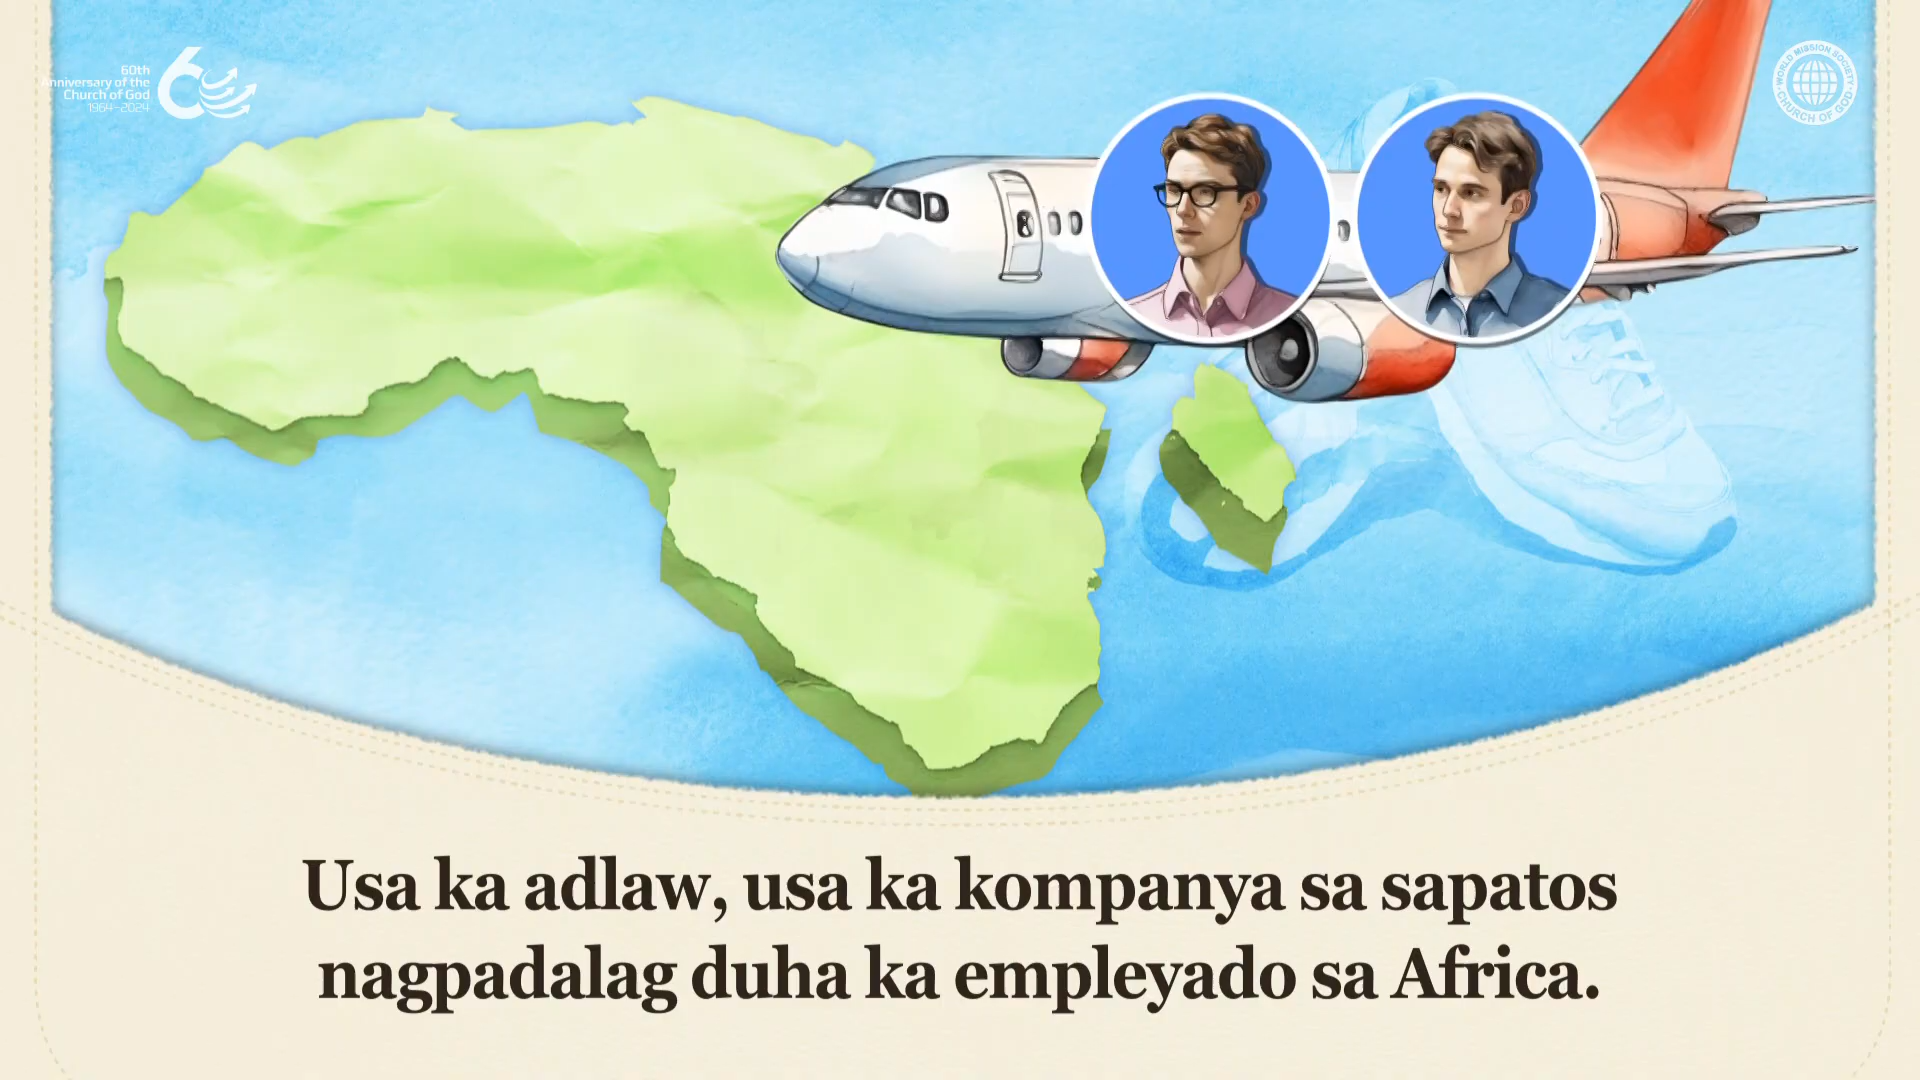 60th
Anniversary of the
Church of God
1964–2024
WORLD MISSION SOCIETY
CHURCH OF GOD
Usa ka adlaw, usa ka kompanya sa sapatos
nagpadalag duha ka empleyado sa Africa.